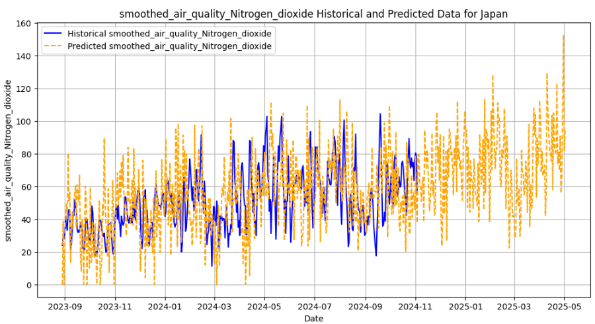 smoothed_air_quality_Nitrogen_dioxide Historical and Predicted Data for Japan
Historical smoothed_air_quality_Nitrogen_dioxide
Predicted smoothed_air_quality_Nitrogen_dioxide
smoothed_air_quality_Nitrogen_dioxide
160
140
120
100
80
60
40
20
0
2023-09 2023-11 2024-01 2024-03 2024-05 2024-07 2024-09 2024-11 2025-01 2025-03 2025-05
Date